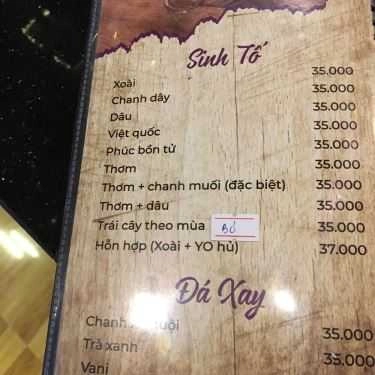 Sinh Tố
Xoài 35.000
Chanh dây 35.000
Dâu 35.000
Việt quốc 35.000
Phúc bồn tử 35.000
Thơm 35.000
Thơm + chanh muối (đặc biệt) 35.000
Thơm + dâu 35.000
Trái cây theo mùa BƠ 35.000
Hỗn hợp (Xoài + YO hủ) 37.000
Đá Xay
Chanh 35.000
Trà xanh 35.000
Vani